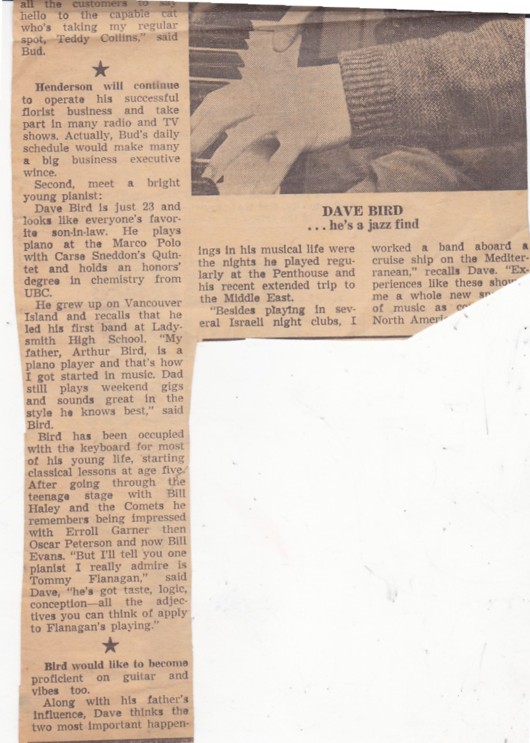 all the customers to say
hello to the capable cat
who's taking my regular
spot, Teddy Collins," said
Bud.
★
Henderson will continue
to operate his successful
florist business and take
part in many radio and TV
shows. Actually, Bud's daily
schedule would make many
a big business executive
wince.
Second, meet a bright
young pianist:
Dave Bird is just 23 and
looks like everyone's favor-
ite son-in-law. He plays
piano at the Marco Polo
with Carse Sneddon's Quin-
tet and holds an honors'
degree in chemistry from
UBC.
He grew up on Vancouver
Island and recalls that he
led his first band at Lady-
smith High School. "My
father, Arthur Bird, is a
piano player and that's how
I got started in music. Dad
still plays weekend gigs
and sounds great in the
style he knows best," said
Bird.
Bird has been occupied
with the keyboard for most
of his young life, starting
classical lessons at age five.
After going through the
teenage stage with Bill
Haley and the Comets he
remembers being impressed
with Erroll Garner then
Oscar Peterson and now Bill
Evans. "But I'll tell you one
pianist I really admire is
Tommy Flanagan," said
Dave, "he's got taste, logic,
conception—all the adjec-
tives you can think of apply
to Flanagan's playing."
★
Bird would like to become
proficient on guitar and
vibes too.
Along with his father's
influence, Dave thinks the
two most important happen-
DAVE BIRD
. . . he's a jazz find
ings in his musical life were
the nights he played regu-
larly at the Penthouse and
his recent extended trip to
the Middle East.
"Besides playing in sev-
eral Israeli night clubs, I
worked a band aboard a
cruise ship on the Mediter-
ranean," recalls Dave. "Ex-
periences like these show
me a whole new
of music as
North